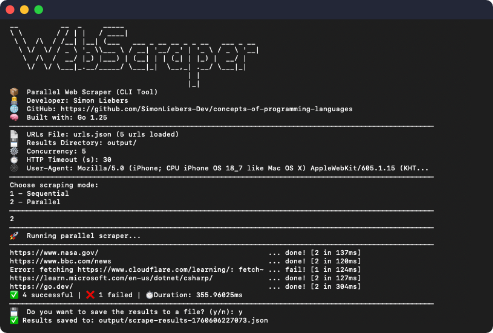 Parallel Web Scraper (CLI Tool)
Developer: Simon Liebers
GitHub: https://github.com/SimonLiebers-Dev/concepts-of-programming-languages
Built with: Go 1.25
URLs File: urls.json (5 urls loaded)
Results Directory: output/
Concurrency: 5
HTTP Timeout (s): 30
User-Agent: Mozilla/5.0 (iPhone; CPU iPhone OS 18_7 like Mac OS X) AppleWebKit/605.1.15 (KHT...
Choose scraping mode:
1 - Sequential
2 - Parallel
2
Running parallel scraper...
https://www.nasa.gov/ ... done! [2 in 137ms]
https://www.bbc.com/news ... done! [2 in 120ms]
Error: fetching https://www.cloudflare.com/learning/: fetch~ ... fail! [1 in 124ms]
https://learn.microsoft.com/en-us/dotnet/csharp/ ... done! [2 in 127ms]
https://go.dev/ ... done! [2 in 304ms]
4 successful | 1 failed | Duration: 355.96025ms
Do you want to save the results to a file? (y/n): y
Results saved to: output/scrape-results-1760606227073.json